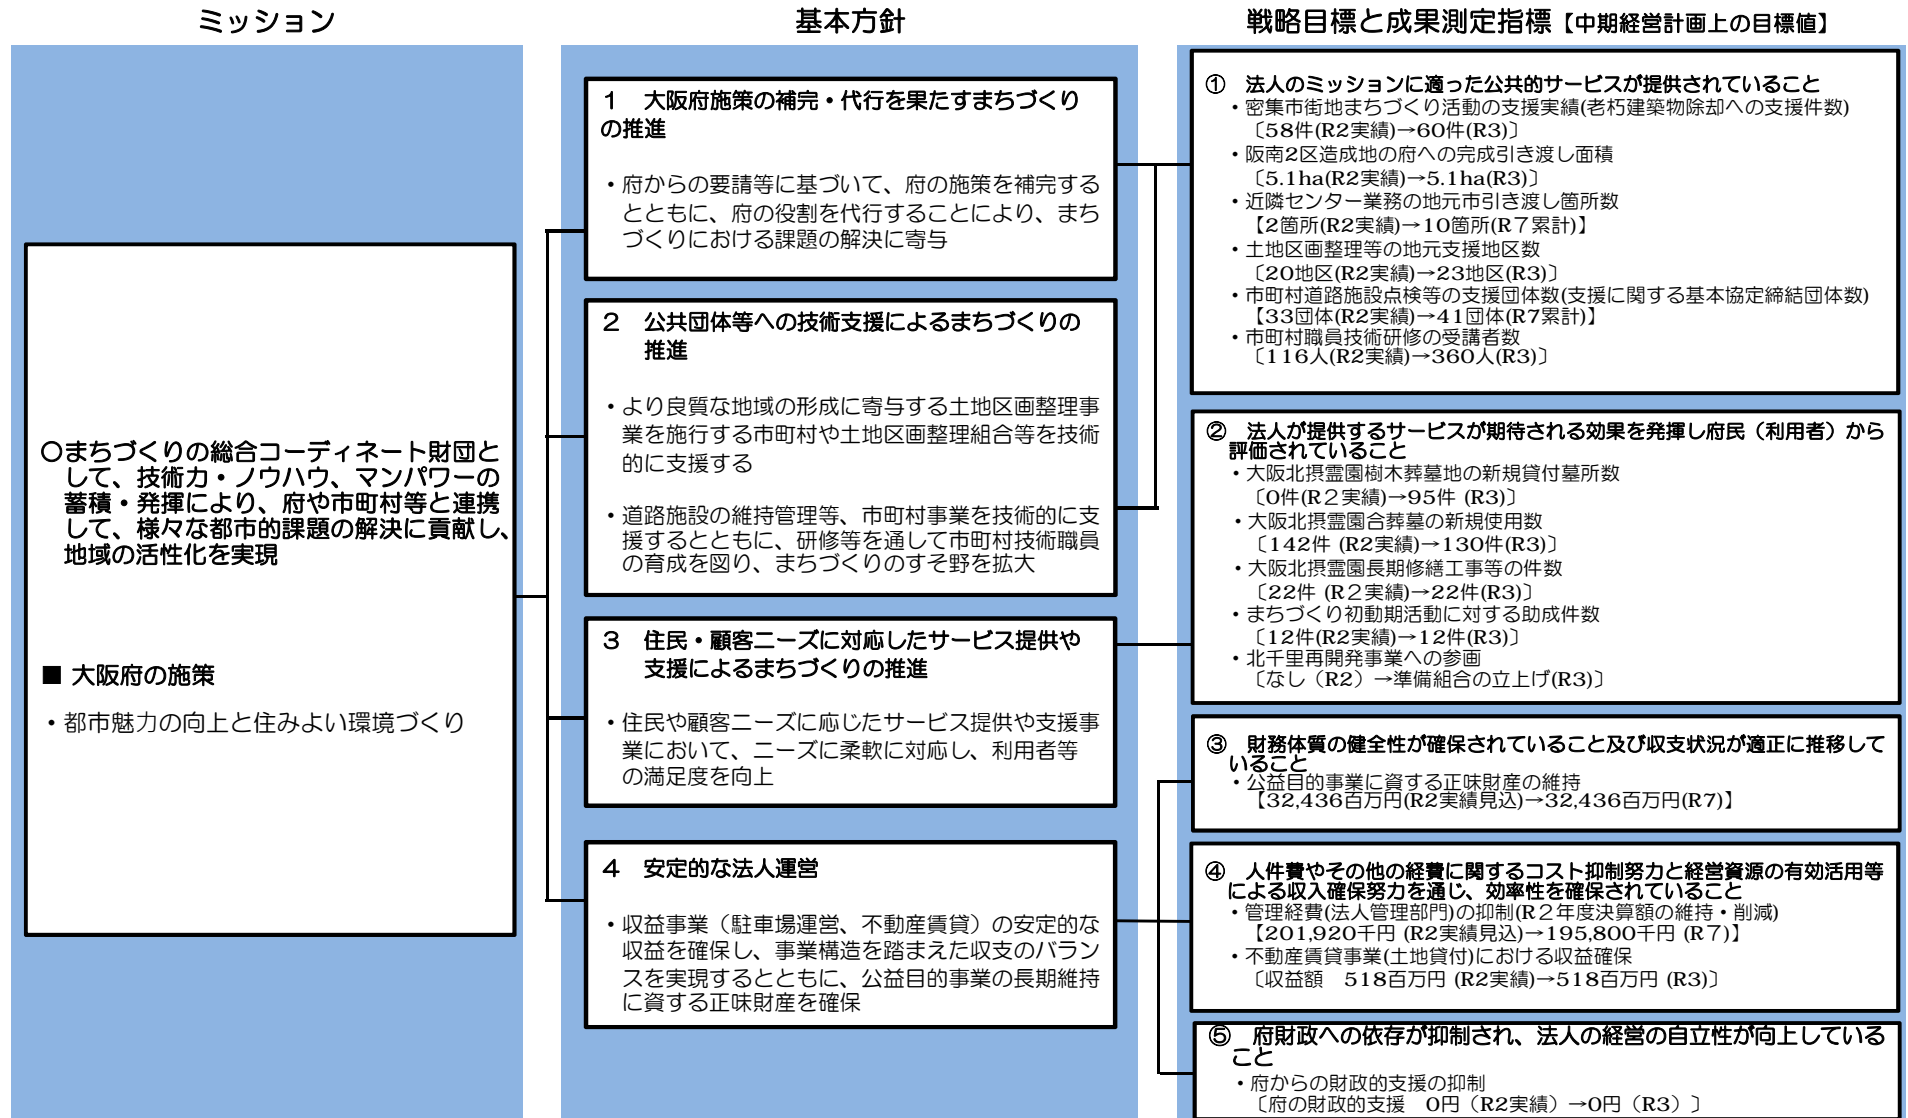 ミッション
〇まちづくりの総合コーディネート財団と
して、技術力・ノウハウ、マンパワーの
蓄積・発揮により、府や市町村等と連携
して、様々な都市的課題の解決に貢献し、
地域の活性化を実現
■ 大阪府の施策
・都市魅力の向上と住みよい環境づくり
基本方針
１　大阪府施策の補完・代行を果たすまちづくり
の推進
・府からの要請等に基づいて、府の施策を補完する
とともに、府の役割を代行することにより、まち
づくりにおける課題の解決に寄与
２　公共団体等への技術支援によるまちづくりの
推進
・より良質な地域の形成に寄与する土地区画整理事
業を施行する市町村や土地区画整理組合等を技術
的に支援する
・道路施設の維持管理等、市町村事業を技術的に支
援するとともに、研修等を通して市町村技術職員
の育成を図り、まちづくりのすそ野を拡大
３　住民・顧客ニーズに対応したサービス提供や
支援によるまちづくりの推進
・住民や顧客ニーズに応じたサービス提供や支援事
業において、ニーズに柔軟に対応し、利用者等
の満足度を向上
４　安定的な法人運営
・収益事業（駐車場運営、不動産賃貸）の安定的な
収益を確保し、事業構造を踏まえた収支のバラン
スを実現するとともに、公益目的事業の長期維持
に資する正味財産を確保
戦略目標と成果測定指標【中期経営計画上の目標値】
①　法人のミッションに適った公共的サービスが提供されていること
・密集市街地まちづくり活動の支援実績(老朽建築物除却への支援件数)
〔58件(R2実績)→60件(R3)〕
・阪南2区造成地の府への完成引き渡し面積
〔5.1ha(R2実績)→5.1ha(R3)〕
・近隣センター業務の地元市引き渡し箇所数
【2箇所(R2実績)→10箇所(R７累計)】
・土地区画整理等の地元支援地区数
〔20地区(R2実績)→23地区(R3)〕
・市町村道路施設点検等の支援団体数(支援に関する基本協定締結団体数)
【33団体(R2実績)→41団体(R7累計)】
・市町村職員技術研修の受講者数
〔116人(R2実績)→360人(R3)〕
②　法人が提供するサービスが期待される効果を発揮し府民（利用者）から
評価されていること
・大阪北摂霊園樹木葬墓地の新規貸付墓所数
〔0件(R２実績)→95件 (R3)〕
・大阪北摂霊園合葬墓の新規使用数
〔142件 (R2実績)→130件(R3)〕
・大阪北摂霊園長期修繕工事等の件数
〔22件 (R２実績)→22件(R3)〕
・まちづくり初動期活動に対する助成件数
〔12件(R2実績)→12件(R3)〕
・北千里再開発事業への参画
〔なし（R2）→準備組合の立上げ(R3)〕
③　財務体質の健全性が確保されていること及び収支状況が適正に推移して
いること
・公益目的事業に資する正味財産の維持
【32,436百万円(R2実績見込)→32,436百万円(R7)】
④　人件費やその他の経費に関するコスト抑制努力と経営資源の有効活用等
による収入確保努力を通じ、効率性を確保されていること
・管理経費(法人管理部門)の抑制(R２年度決算額の維持・削減)
【201,920千円 (R2実績見込)→195,800千円 (R７)】
・不動産賃貸事業(土地貸付)における収益確保
〔収益額　518百万円 (R2実績)→518百万円 (R3)〕
⑤　府財政への依存が抑制され、法人の経営の自立性が向上している
こと
・府からの財政的支援の抑制
〔府の財政的支援　0円（R2実績）→0円（R3）〕